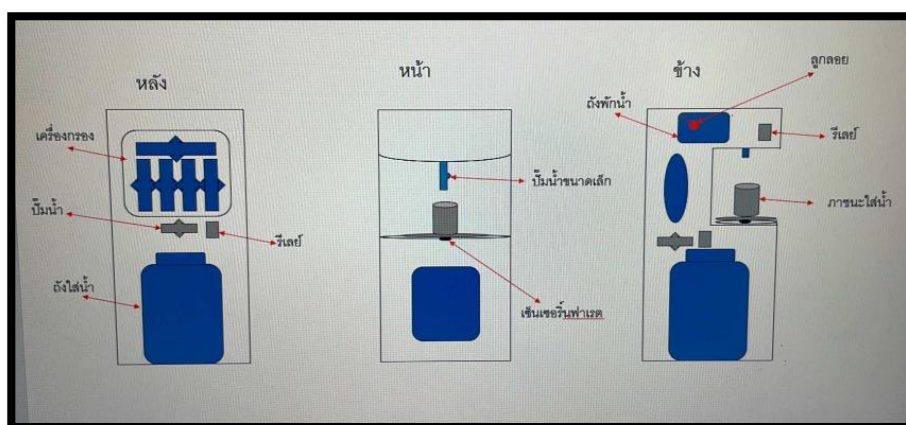 หลัง
เครื่องกรอง
ปั๊มน้ำ
รีเลย์
ถังใส่น้ำ
หน้า
ปั๊มน้ำขนาดเล็ก
เซ็นเซอร์ินฟาเรด
ข้าง
ลูกลอย
ถังพักน้ำ
รีเลย์
ภาชนะใส่น้ำ